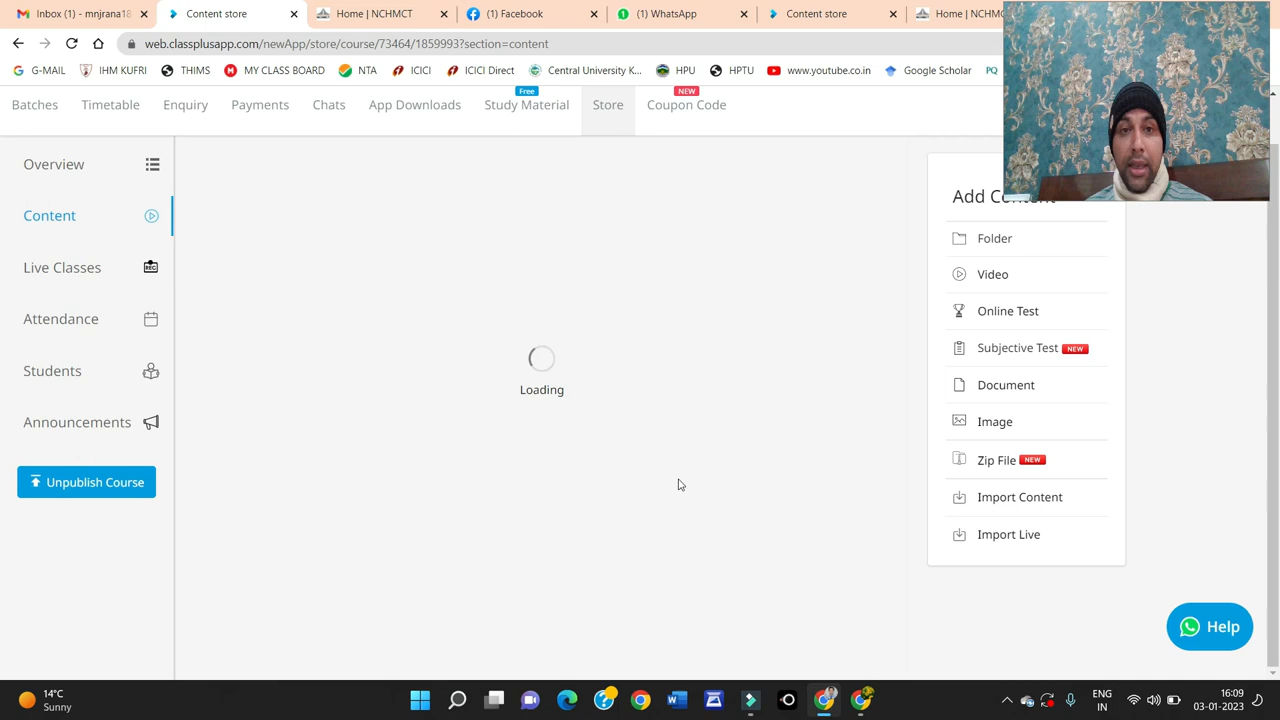 Inbox (1) - mnjrana18
Content store
Home | NCHMCT
(1) Facebook
(1) WhatsApp
Content store
Home | NCHMC
web.classplusapp.com/newApp/store/course/73464/1859993?section=content
G-MAIL
IHM KUFRI
THIMS
MY CLASS BOARD
NTA
ICICI
ICICI Direct
Central University K...
HPU
HPTU
www.youtube.co.in
Google Scholar
PQ
Free
NEW
Batches
Timetable
Enquiry
Payments
Chats
App Downloads
Study Material
Store
Coupon Code
Overview
Content
Live Classes
REC
Attendance
Students
Announcements
Unpublish Course
Loading
Add Content
Folder
Video
Online Test
Subjective Test NEW
Document
Image
Zip File NEW
Import Content
Import Live
Help
14°C
Sunny
ENG
IN
16:09
03-01-2023